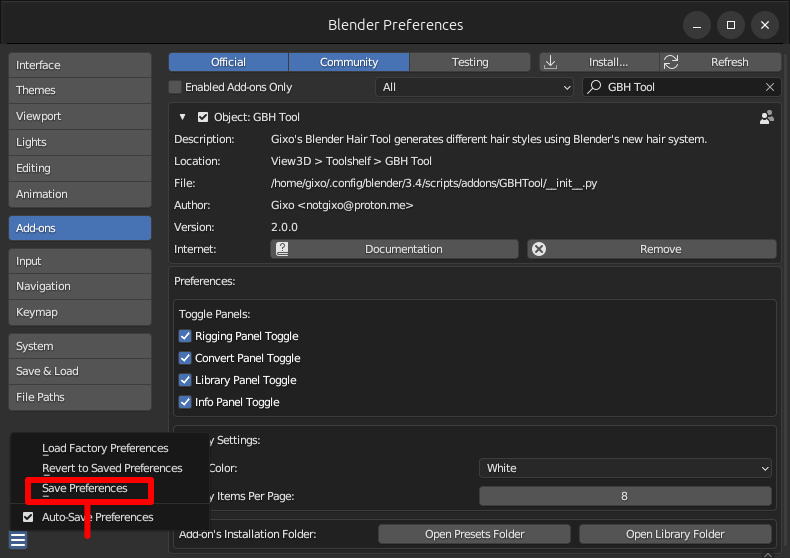 Blender Preferences
Interface
Themes
Viewport
Lights
Editing
Animation
Add-ons
Input
Navigation
Keymap
System
Save & Load
File Paths
Official Community Testing Install... Refresh
Enabled Add-ons Only All GBH Tool
Object: GBH Tool
Description: Gixo's Blender Hair Tool generates different hair styles using Blender's new hair system.
Location: View3D > Toolshelf > GBH Tool
File: /home/gixo/.config/blender/3.4/scripts/addons/GBHTool/__init__.py
Author: Gixo <notgixo@proton.me>
Version: 2.0.0
Internet: Documentation Remove
Preferences:
Toggle Panels:
Rigging Panel Toggle
Convert Panel Toggle
Library Panel Toggle
Info Panel Toggle
Settings:
Color: White
Items Per Page: 8
Add-on's Installation Folder: Open Presets Folder Open Library Folder
Load Factory Preferences
Revert to Saved Preferences
Save Preferences
Auto-Save Preferences